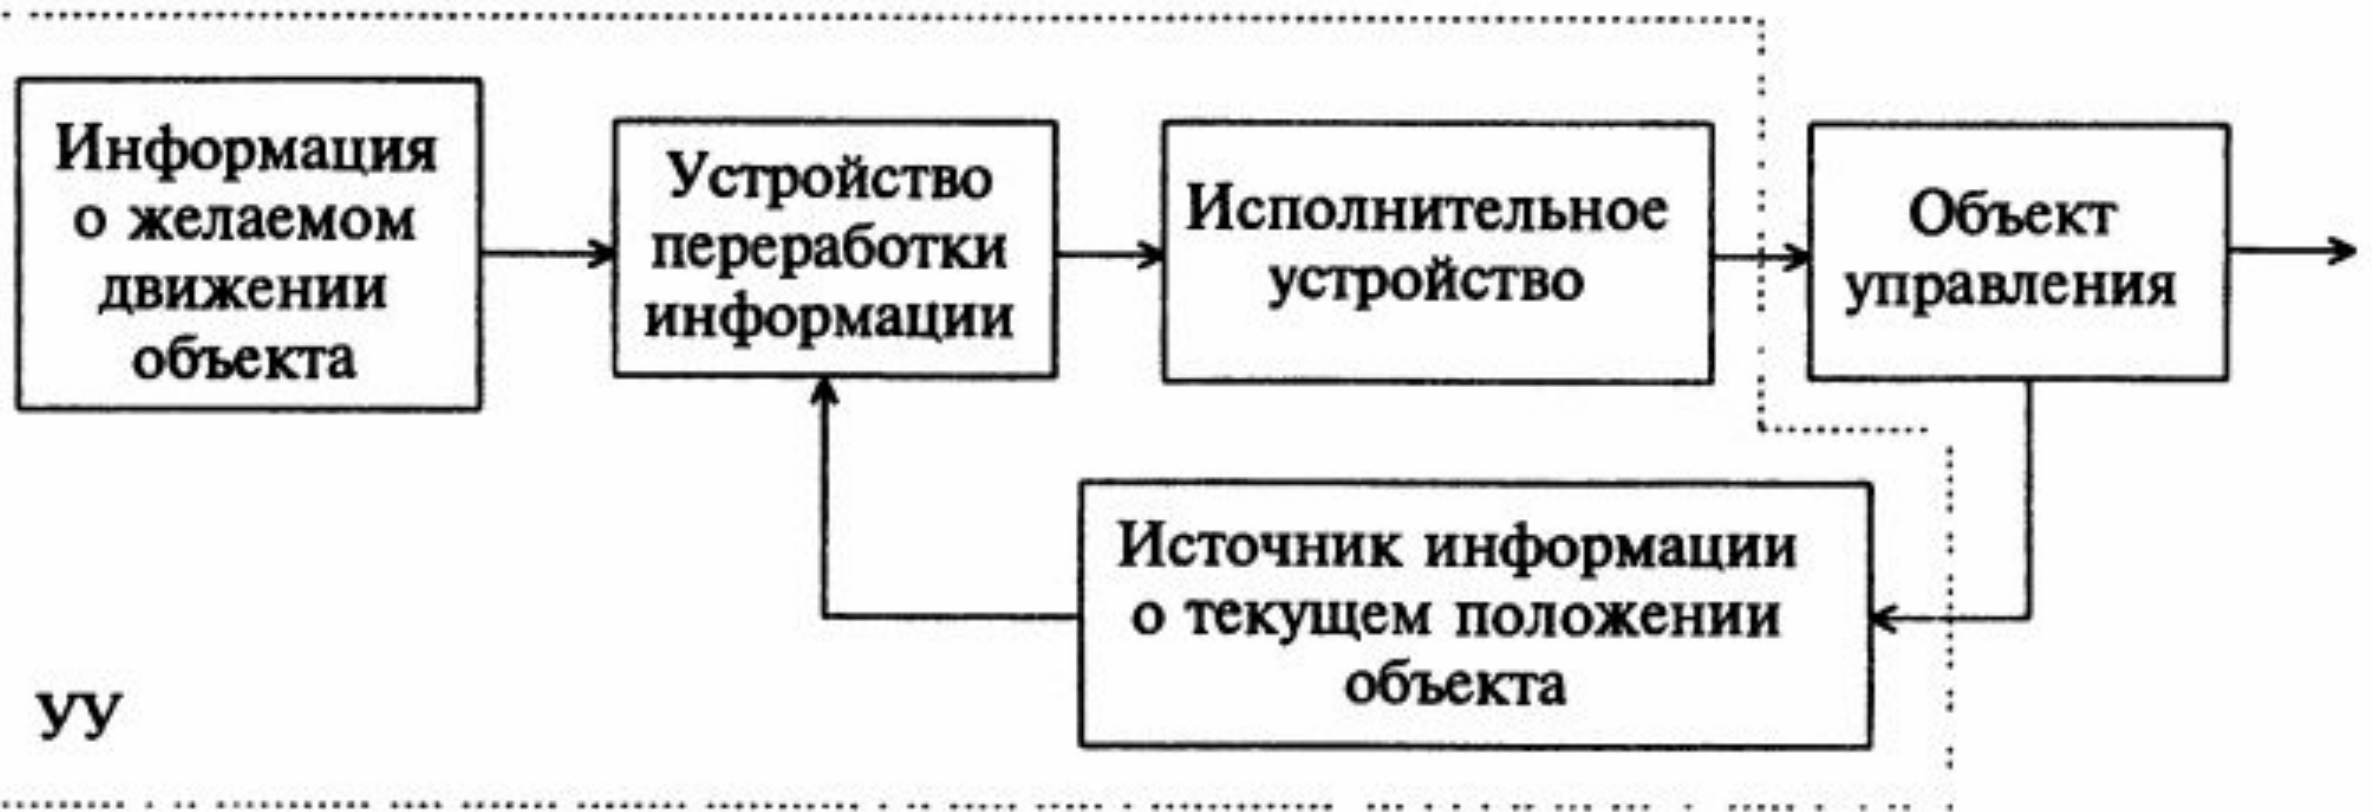 Информация
о желаемом
движении
объекта
Устройство
переработки
информации
Исполнительное
устройство
Объект
управления
Источник информации
о текущем положении
объекта
УУ